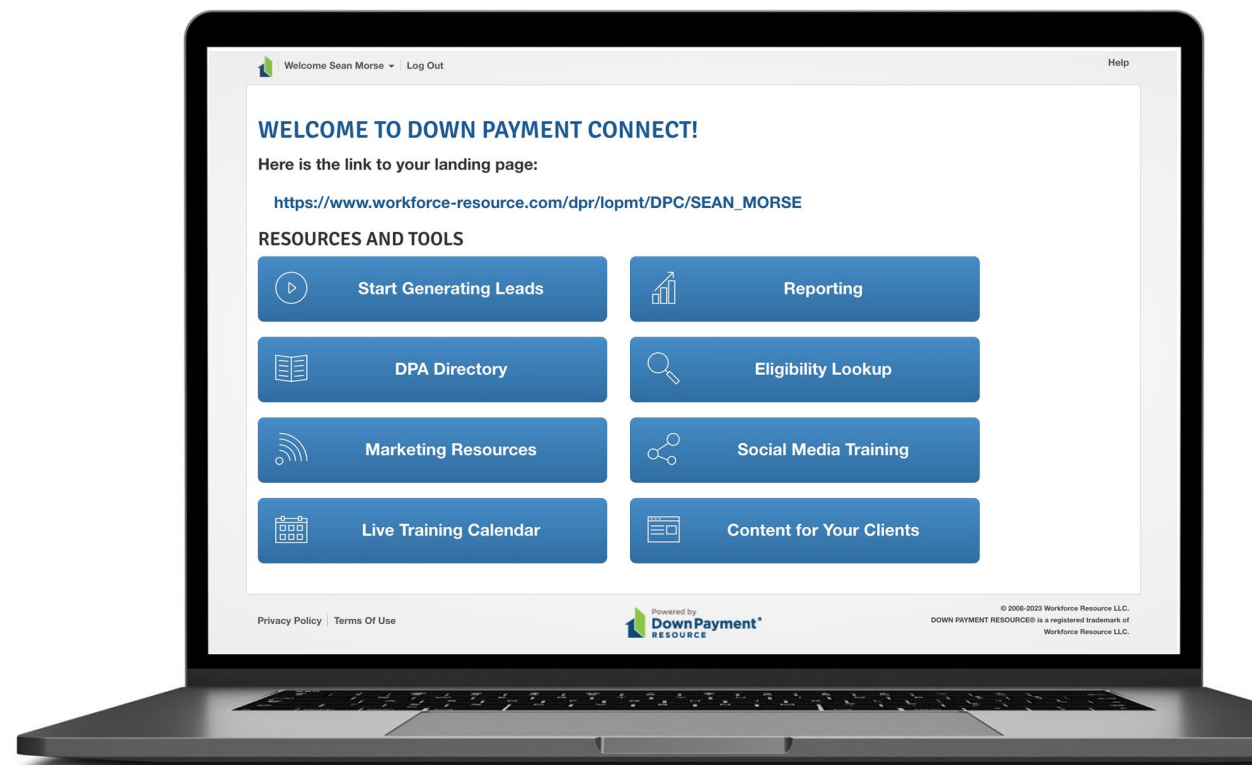 Welcome Sean Morse
Log Out
Help
WELCOME TO DOWN PAYMENT CONNECT!
Here is the link to your landing page:
https://www.workforce-resource.com/dpr/lopmt/DPC/SEAN_MORSE
RESOURCES AND TOOLS
Start Generating Leads
Reporting
DPA Directory
Eligibility Lookup
Marketing Resources
Social Media Training
Live Training Calendar
Content for Your Clients
Privacy Policy
Terms Of Use
Powered by
DownPayment®
RESOURCE
© 2008-2023 Workforce Resource LLC.
DOWN PAYMENT RESOURCE® is a registered trademark of
Workforce Resource LLC.